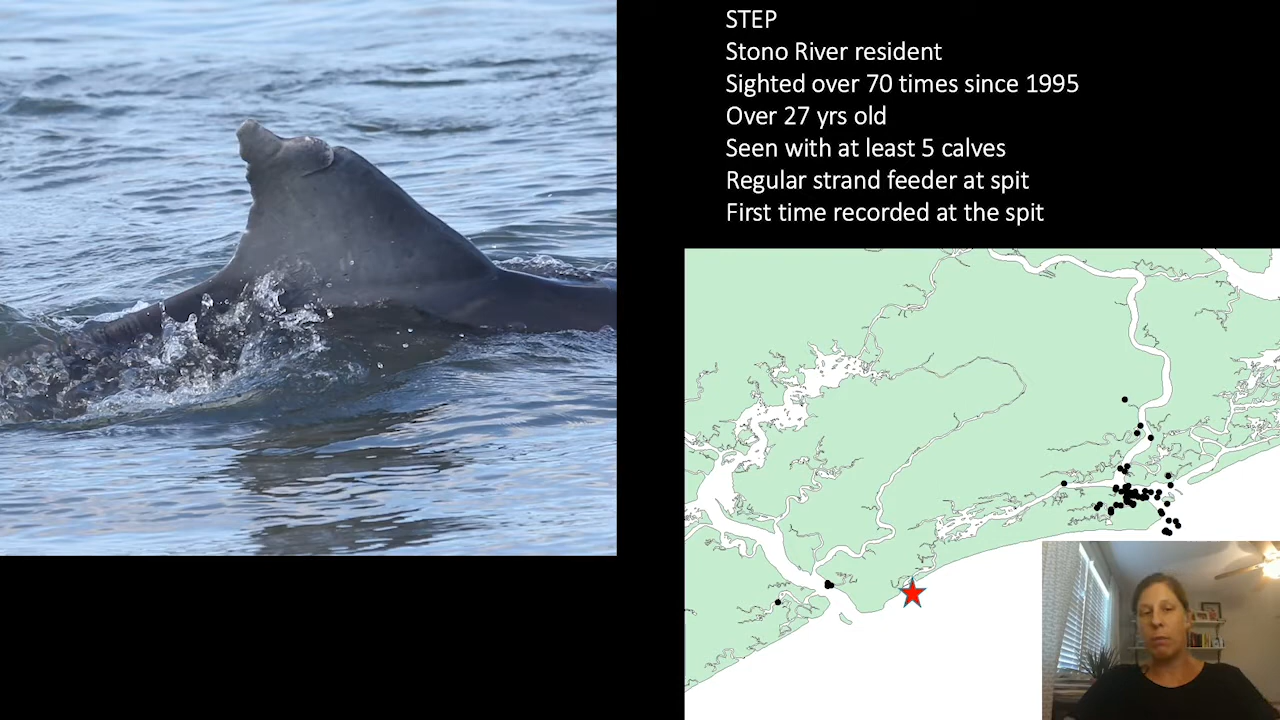 STEP
Stono River resident
Sighted over 70 times since 1995
Over 27 yrs old
Seen with at least 5 calves
Regular strand feeder at spit
First time recorded at the spit